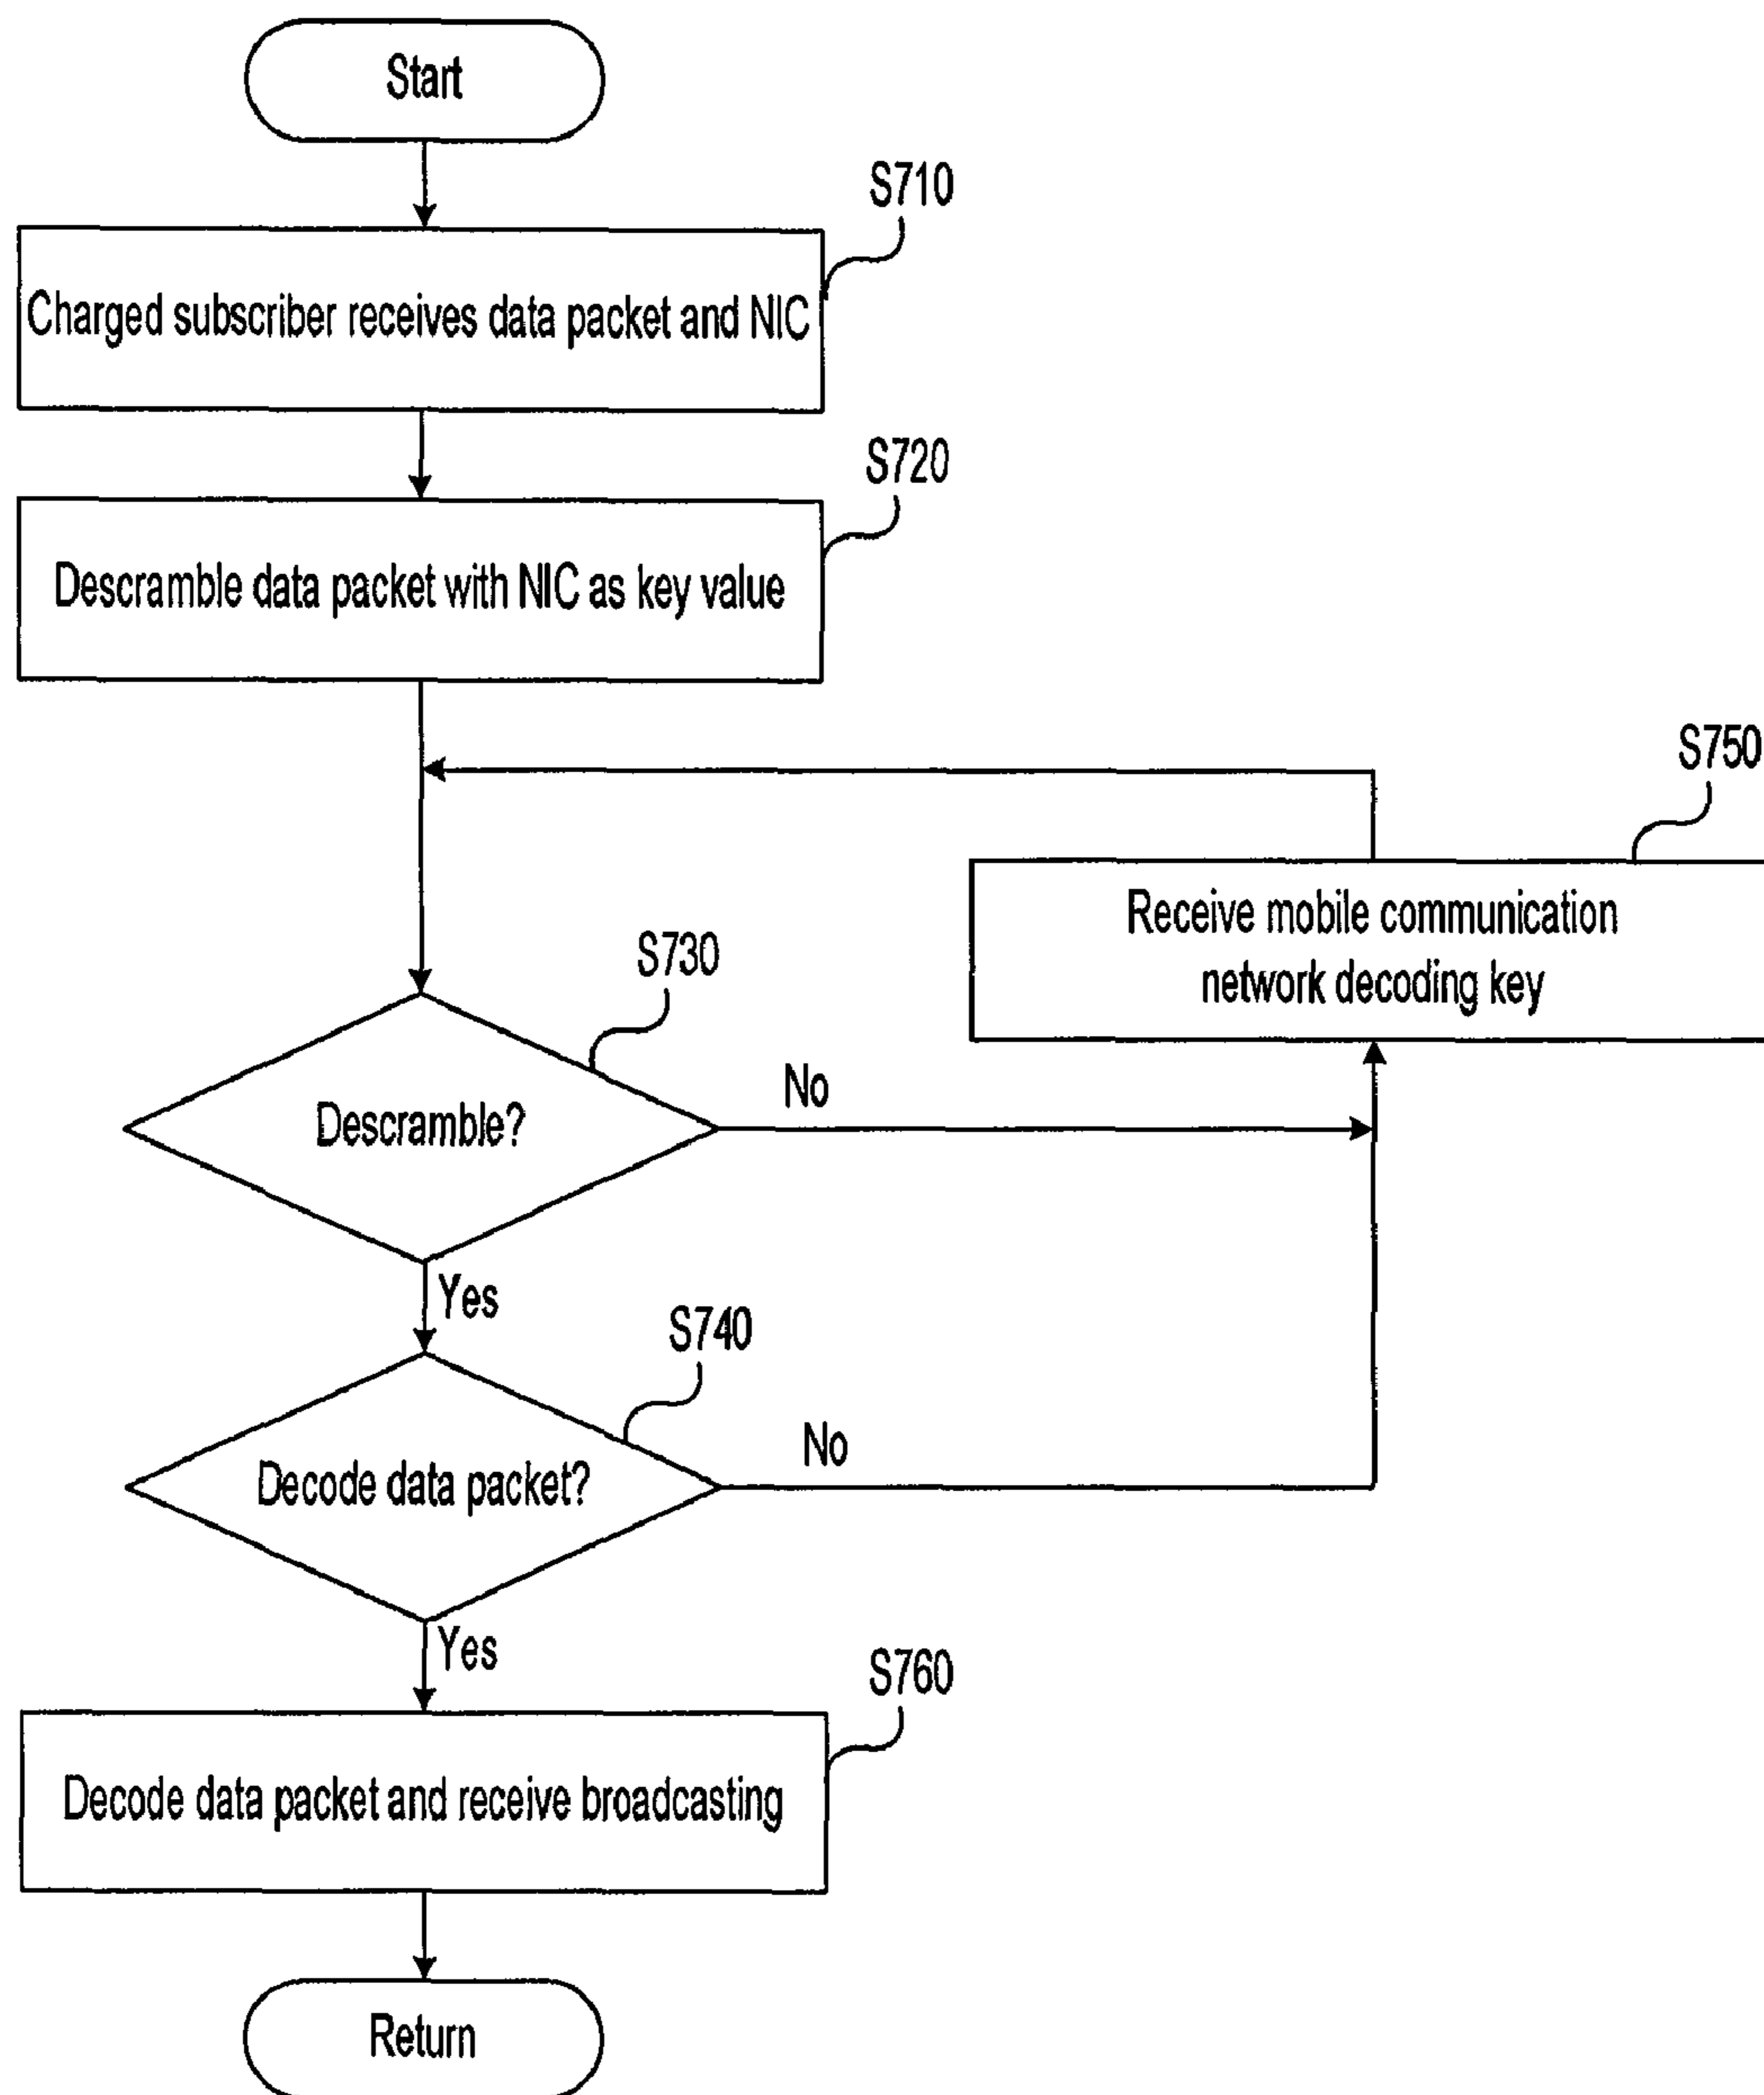 Start
S710
Charged subscriber receives data packet and NIC
S720
Descramble data packet with NIC as key value
S750
Receive mobile communication
network decoding key
S730
Descramble?
No
Yes
S740
Decode data packet?
No
Yes
S760
Decode data packet and receive broadcasting
Return